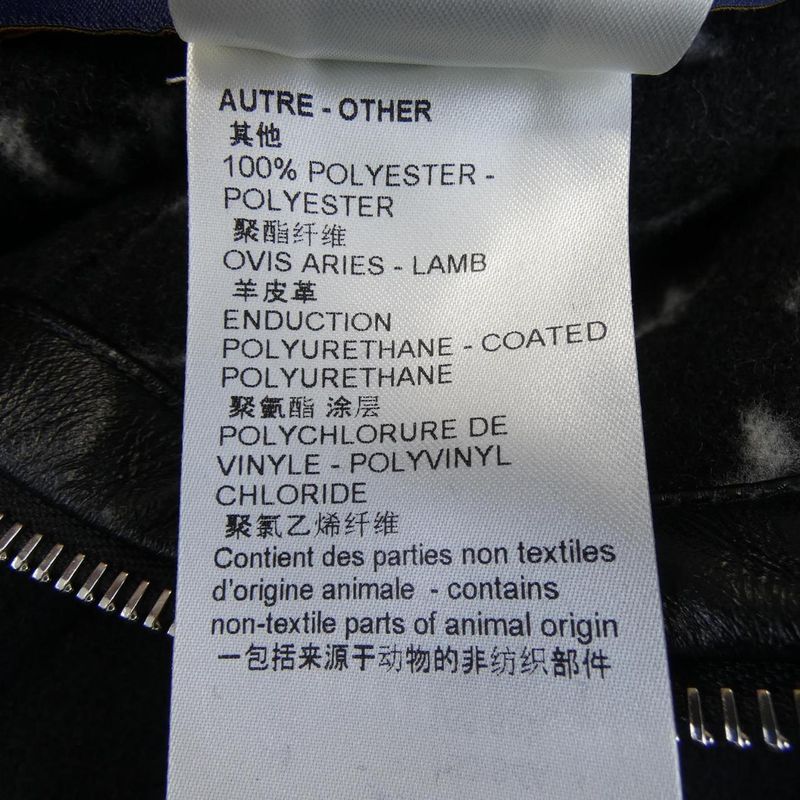 AUTRE - OTHER
其他
100% POLYESTER -
POLYESTER
聚酯纤维
OVIS ARIES - LAMB
羊皮革
ENDUCTION
POLYURETHANE - COATED
POLYURETHANE
聚氨酯 涂层
POLYCHLORURE DE
VINYLE - POLYVINYL
CHLORIDE
聚氯乙烯纤维
Contient des parties non textiles
d'origine animale - contains
non-textile parts of animal origin
一包括来源于动物的非纺织部件